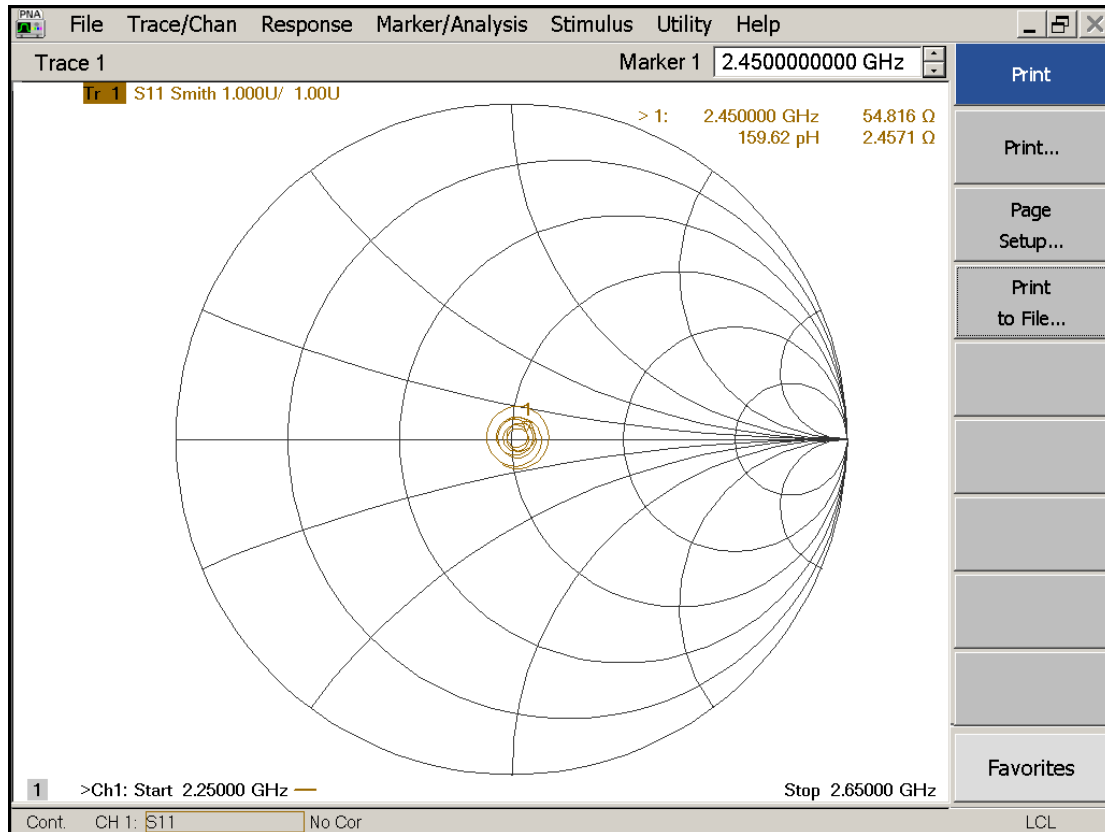 PNA File Trace/Chan Response Marker/Analysis Stimulus Utility Help
Trace 1 Marker 1 2.4500000000 GHz
Tr 1 S11 Smith 1.000U/ 1.00U
> 1: 2.450000 GHz 54.816 Ω
159.62 pH 2.4571 Ω
1
1 >Ch1: Start 2.25000 GHz Stop 2.65000 GHz
Print
Print...
Page
Setup...
Print
to File...
Favorites
Cont. CH 1: S11 No Cor LCL